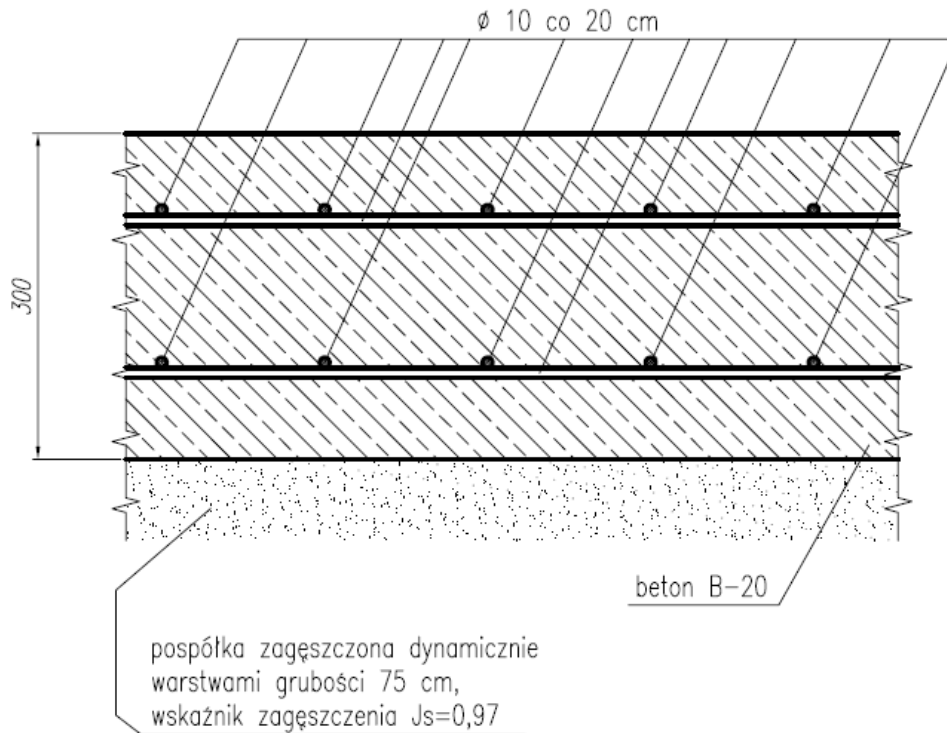 ø 10 co 20 cm
300
beton B-20
pospółka zagęszczona dynamicznie
warstwami grubości 75 cm,
wskaźnik zagęszczenia Js=0,97